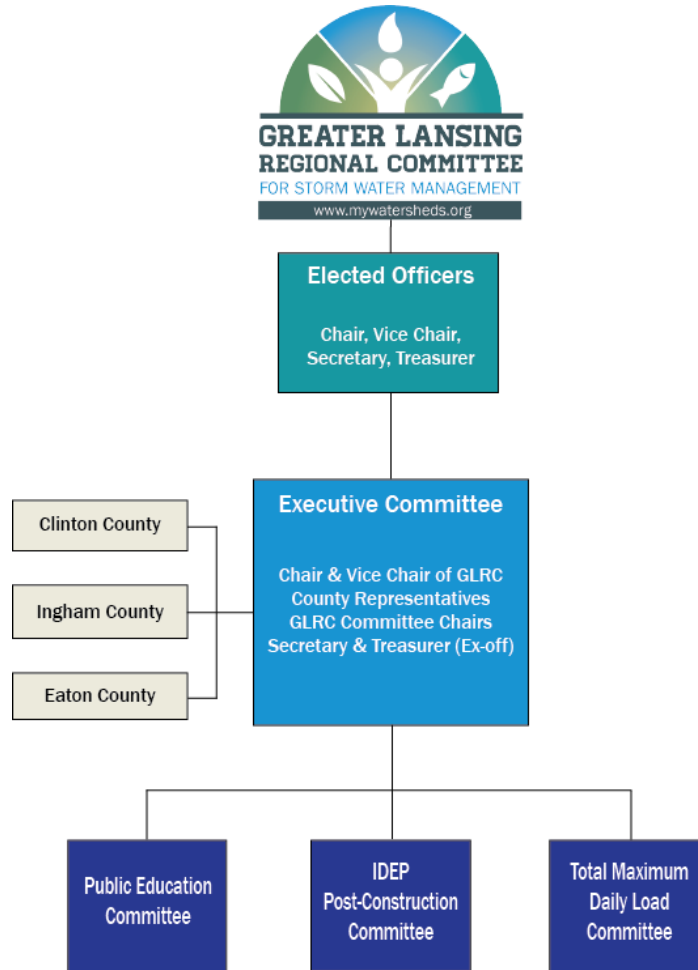 GREATER LANSING
REGIONAL COMMITTEE
FOR STORM WATER MANAGEMENT
www.mywatersheds.org
Elected Officers
Chair, Vice Chair,
Secretary, Treasurer
Executive Committee
Chair & Vice Chair of GLRC
County Representatives
GLRC Committee Chairs
Secretary & Treasurer (Ex-off)
Clinton County
Ingham County
Eaton County
Public Education
Committee
IDEP
Post-Construction
Committee
Total Maximum
Daily Load
Committee